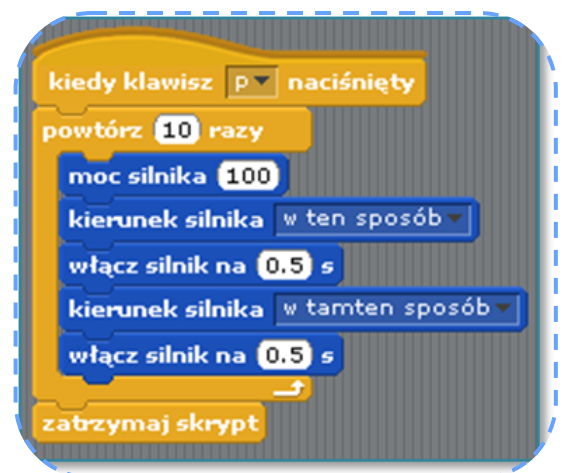 kiedy klawisz p naciśnięty
powtórz 10 razy
moc silnika 100
kierunek silnika w ten sposób
włącz silnik na 0.5 s
kierunek silnika w tamten sposób
włącz silnik na 0.5 s
zatrzymaj skrypt